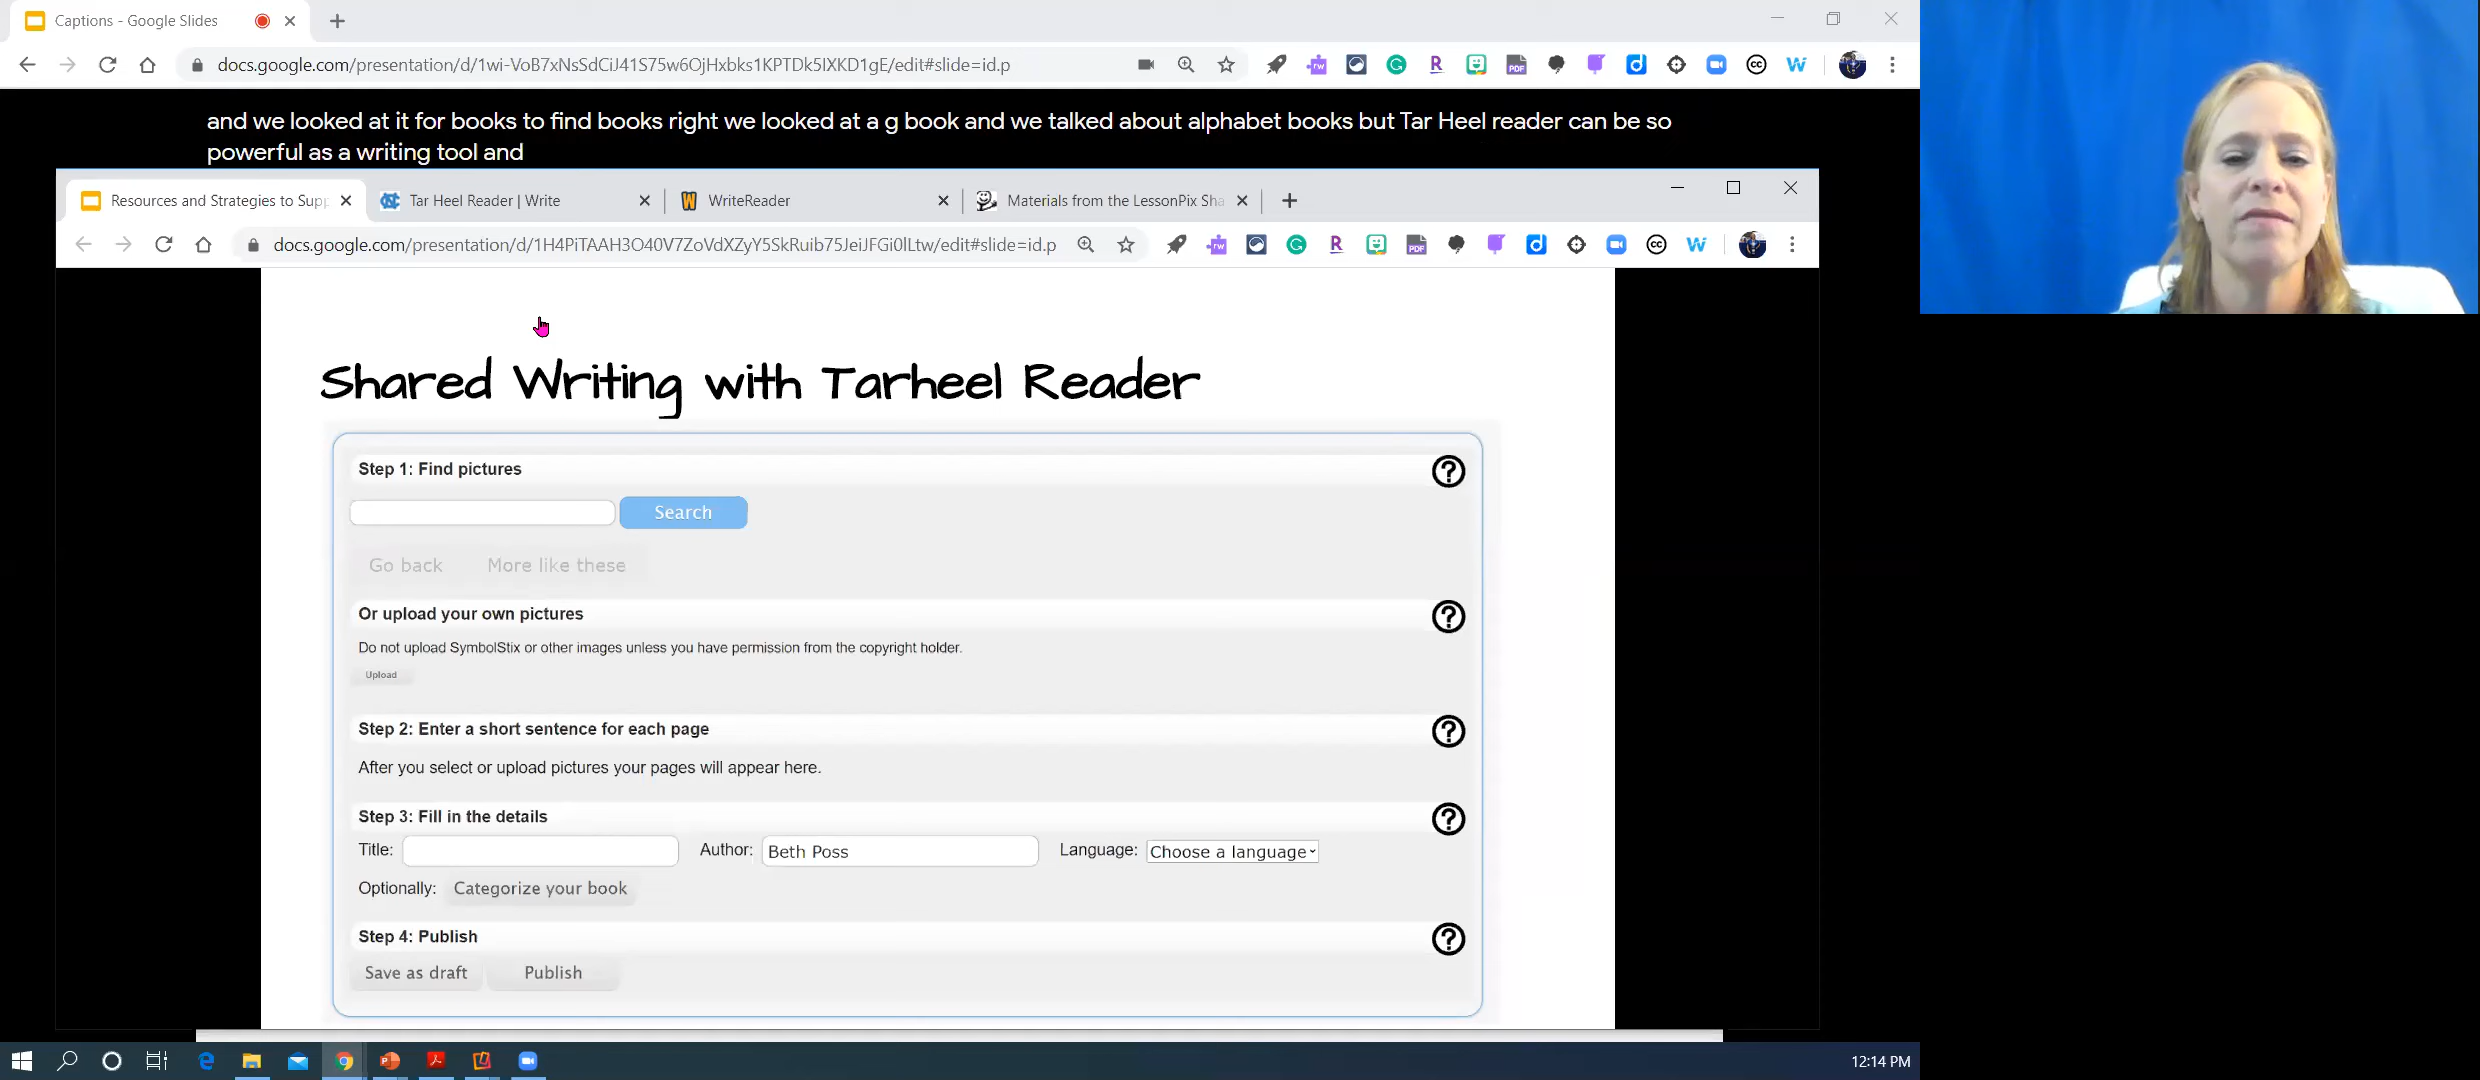 Captions - Google Slides
docs.google.com/presentation/d/1wi-VoB7xNsSdCiJ41S75w6OjHxbks1KPTDk5lXKD1gE/edit#slide=id.p
and we looked at it for books to find books right we looked at a g book and we talked about alphabet books but Tar Heel reader can be so
powerful as a writing tool and
Resources and Strategies to Supp
Tar Heel Reader | Write
WriteReader
Materials from the LessonPix Sha
docs.google.com/presentation/d/1H4PiTAAH3O40V7ZoVdXZyY5SkRuib75JeiJFGi0lLtw/edit#slide=id.p
Shared Writing with Tarheel Reader
Step 1: Find pictures
Search
Go back More like these
Or upload your own pictures
Do not upload SymbolStix or other images unless you have permission from the copyright holder.
Upload
Step 2: Enter a short sentence for each page
After you select or upload pictures your pages will appear here.
Step 3: Fill in the details
Title: Author: Beth Poss Language: Choose a language
Optionally: Categorize your book
Step 4: Publish
Save as draft Publish
12:14 PM